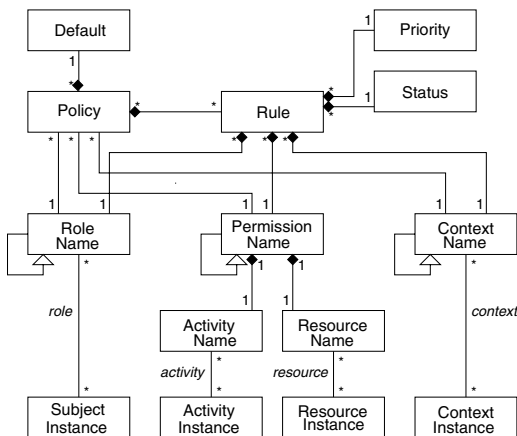 Default
1
Priority
1
*
Policy
*
*
Rule
*
*
1
Status
*
*
*
*
*
*
1
1
1
1
1
1
Role
Name
Permission
Name
Context
Name
*
1
1
*
role
1
1
context
Activity
Name
Resource
Name
activity
*
resource
*
*
*
*
*
Subject
Instance
Activity
Instance
Resource
Instance
Context
Instance